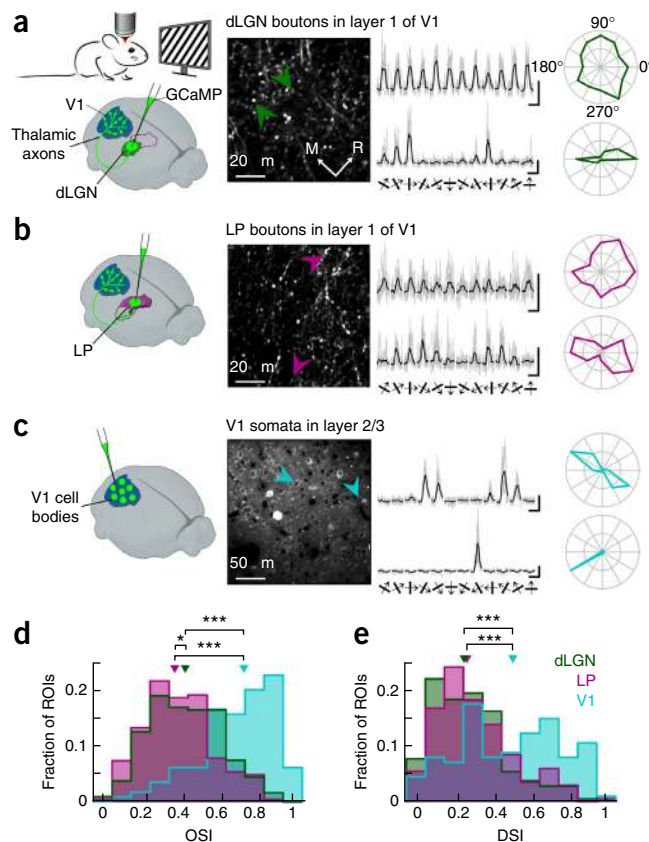 a
dLGN boutons in layer 1 of V1
GCaMP
V1
Thalamic
axons
dLGN
20 m
M
R
90°
180°
0°
270°
b
LP boutons in layer 1 of V1
LP
20 m
c
V1 somata in layer 2/3
V1 cell
bodies
50 m
d
***
*
***
Fraction of ROIs
0.2
0.1
0
0 0.2 0.4 0.6 0.8 1
OSI
e
***
***
dLGN
LP
V1
Fraction of ROIs
0.2
0.1
0
0 0.2 0.4 0.6 0.8 1
DSI